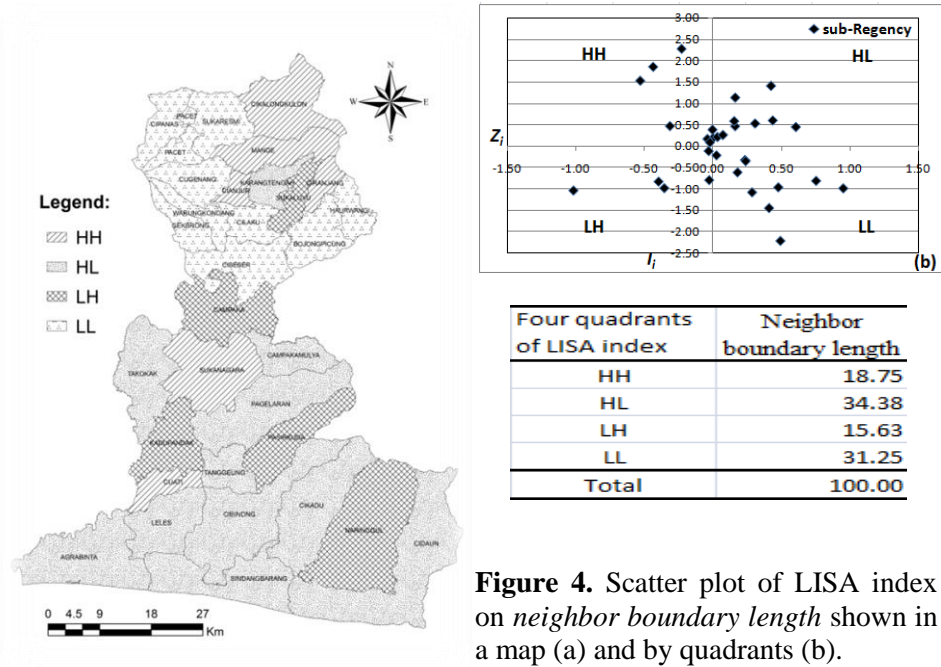 N
W
E
S
CIKALONGKULON
PACET
SUKARESMI
CIPANAS
PACET
MANDE
CUGENANG
CIANJUR
KARANGTENGAH
CIRANJANG
SUKALUYU
HAURWANGI
WARUNGKONDANG
GEKBRONG
CILAKU
BOJONGPICUNG
CIBEBER
CAMPAKA
CAMPAKAMULYA
TAKOKAK
SUKANAGARA
PAGELARAN
KADUPANDAK
PASIRKUDA
TANGGEUNG
CIJATI
CIKADU
LELES
CIBINONG
NARINGGUL
CIDAUN
AGRABINTA
SINDANGBARANG
Legend:
HH
HL
LH
LL
0 4.5 9 18 27
Km
3.00
2.50
2.00
1.50
1.00
0.50
0.00
-0.50
-1.00
-1.50
-2.00
-2.50
sub-Regency
HH
HL
Zi
-1.50 -1.00 -0.50 0.00 0.50 1.00 1.50
LH
LL
Ii
(b)
Four quadrants Neighbor
of LISA index boundary length
HH 18.75
HL 34.38
LH 15.63
LL 31.25
Total 100.00
Figure 4. Scatter plot of LISA index
on neighbor boundary length shown in
a map (a) and by quadrants (b).